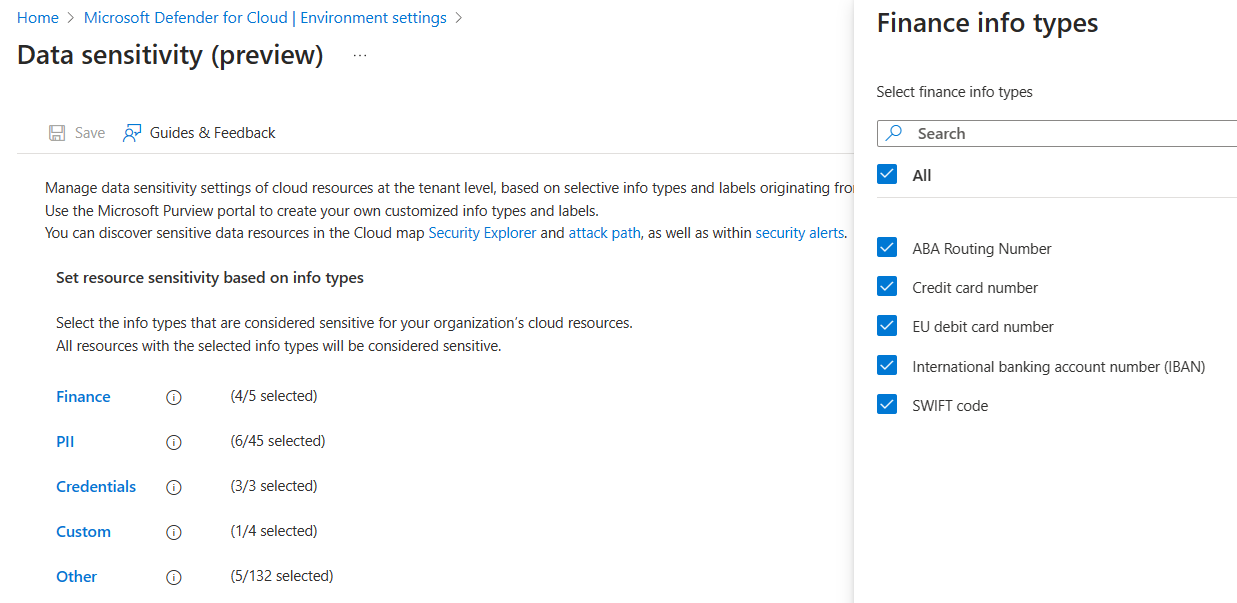 Home > Microsoft Defender for Cloud | Environment settings >
Data sensitivity (preview) ...
Save Guides & Feedback
Manage data sensitivity settings of cloud resources at the tenant level, based on selective info types and labels originating fro
Use the Microsoft Purview portal to create your own customized info types and labels.
You can discover sensitive data resources in the Cloud map Security Explorer and attack path, as well as within security alerts.
Set resource sensitivity based on info types
Select the info types that are considered sensitive for your organization’s cloud resources.
All resources with the selected info types will be considered sensitive.
Finance (4/5 selected)
PII (6/45 selected)
Credentials (3/3 selected)
Custom (1/4 selected)
Other (5/132 selected)
Finance info types
Select finance info types
Search
All
ABA Routing Number
Credit card number
EU debit card number
International banking account number (IBAN)
SWIFT code